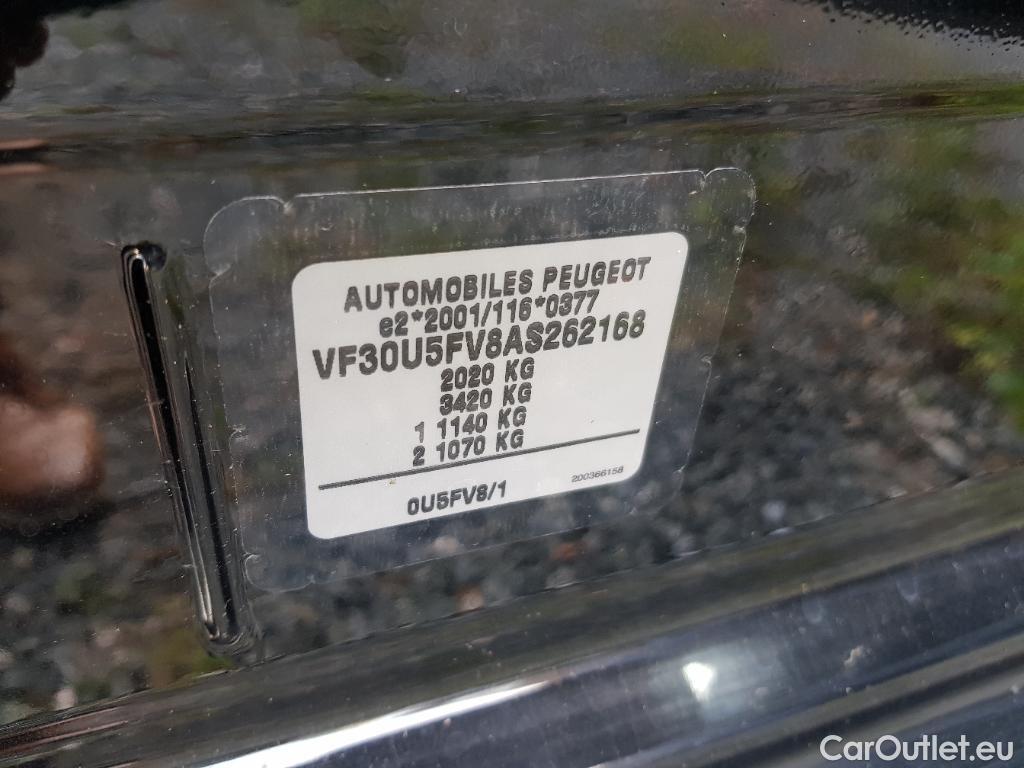 AUTOMOBILES PEUGEOT
e2*2001/116*0377
VF30U5FV8AS262168
2020 KG
3420 KG
1 1140 KG
2 1070 KG
0U5FV8/1
200366158
CarOutlet.eu